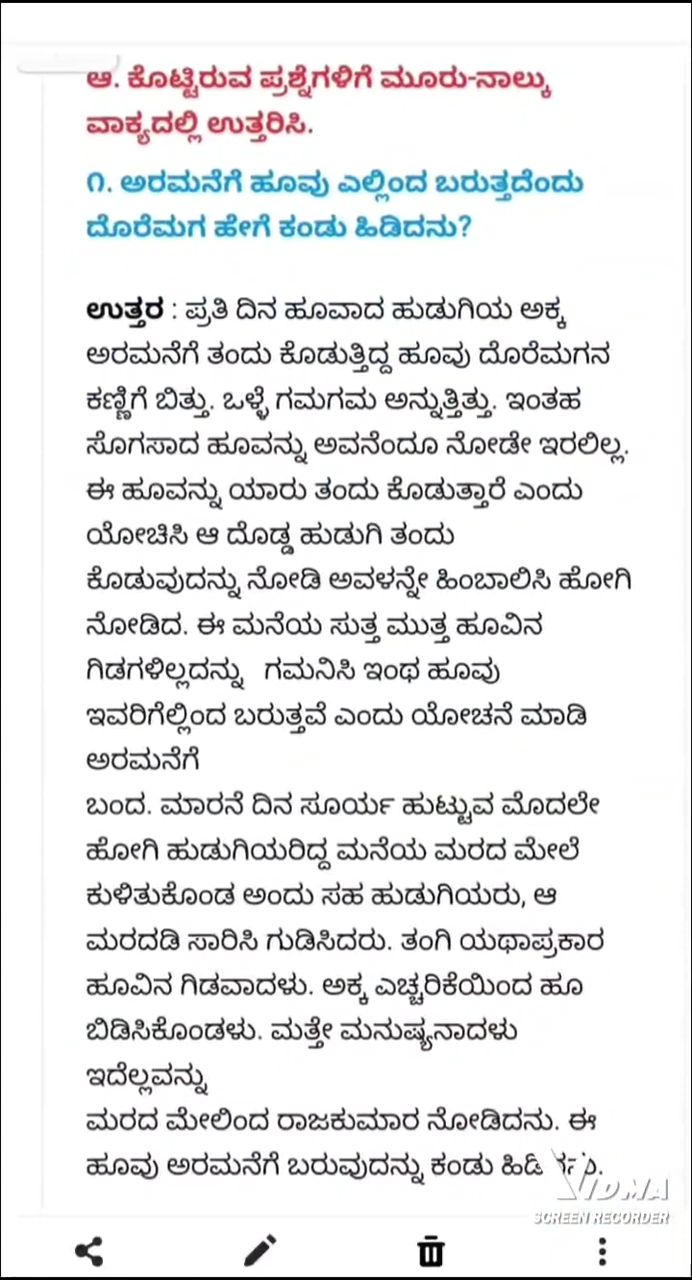 ಆ. ಕೊಟ್ಟಿರುವ ಪ್ರಶ್ನೆಗಳಿಗೆ ಮೂರು-ನಾಲ್ಕು
ವಾಕ್ಯದಲ್ಲಿ ಉತ್ತರಿಸಿ.
೧. ಅರಮನೆಗೆ ಹೂವು ಎಲ್ಲಿಂದ ಬರುತ್ತದೆಂದು
ದೊರೆಮಗ ಹೇಗೆ ಕಂಡು ಹಿಡಿದನು?
ಉತ್ತರ : ಪ್ರತಿ ದಿನ ಹೂವಾದ ಹುಡುಗಿಯ ಅಕ್ಕ
ಅರಮನೆಗೆ ತಂದು ಕೊಡುತ್ತಿದ್ದ ಹೂವು ದೊರೆಮಗನ
ಕಣ್ಣಿಗೆ ಬಿತ್ತು. ಒಳ್ಳೆ ಗಮಗಮ ಅನ್ನುತ್ತಿತ್ತು. ಇಂತಹ
ಸೊಗಸಾದ ಹೂವನ್ನು ಅವನೆಂದೂ ನೋಡೇ ಇರಲಿಲ್ಲ.
ಈ ಹೂವನ್ನು ಯಾರು ತಂದು ಕೊಡುತ್ತಾರೆ ಎಂದು
ಯೋಚಿಸಿ ಆ ದೊಡ್ಡ ಹುಡುಗಿ ತಂದು
ಕೊಡುವುದನ್ನು ನೋಡಿ ಅವಳನ್ನೇ ಹಿಂಬಾಲಿಸಿ ಹೋಗಿ
ನೋಡಿದ. ಈ ಮನೆಯ ಸುತ್ತ ಮುತ್ತ ಹೂವಿನ
ಗಿಡಗಳಿಲ್ಲದನ್ನು ಗಮನಿಸಿ ಇಂಥ ಹೂವು
ಇವರಿಗೆಲ್ಲಿಂದ ಬರುತ್ತವೆ ಎಂದು ಯೋಚನೆ ಮಾಡಿ
ಅರಮನೆಗೆ
ಬಂದ. ಮಾರನೆ ದಿನ ಸೂರ್ಯ ಹುಟ್ಟುವ ಮೊದಲೇ
ಹೋಗಿ ಹುಡುಗಿಯರಿದ್ದ ಮನೆಯ ಮರದ ಮೇಲೆ
ಕುಳಿತುಕೊಂಡ ಅಂದು ಸಹ ಹುಡುಗಿಯರು, ಆ
ಮರದಡಿ ಸಾರಿಸಿ ಗುಡಿಸಿದರು. ತಂಗಿ ಯಥಾಪ್ರಕಾರ
ಹೂವಿನ ಗಿಡವಾದಳು. ಅಕ್ಕ ಎಚ್ಚರಿಕೆಯಿಂದ ಹೂ
ಬಿಡಿಸಿಕೊಂಡಳು. ಮತ್ತೇ ಮನುಷ್ಯನಾದಳು
ಇದೆಲ್ಲವನ್ನು
ಮರದ ಮೇಲಿಂದ ರಾಜಕುಮಾರ ನೋಡಿದನು. ಈ
ಹೂವು ಅರಮನೆಗೆ ಬರುವುದನ್ನು ಕಂಡು
VIDMA
SCREEN RECORDER